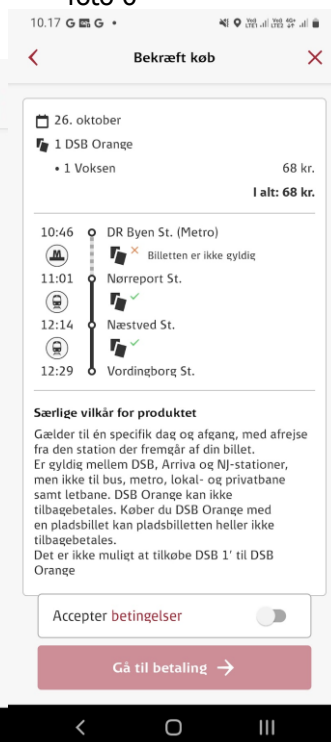 10.17 G G •
Bekræft køb
26. oktober
1 DSB Orange
• 1 Voksen 68 kr.
I alt: 68 kr.
10:46 DR Byen St. (Metro)
M Billetten er ikke gyldig
11:01 Nørreport St.
12:14 Næstved St.
12:29 Vordingborg St.
Særlige vilkår for produktet
Gælder til én specifik dag og afgang, med afrejse
fra den station der fremgår af din billet.
Er gyldig mellem DSB, Arriva og NJ-stationer,
men ikke til bus, metro, lokal- og privatbane
samt letbane. DSB Orange kan ikke
tilbagebetales. Køber du DSB Orange med
en pladsbillet kan pladsbilletten heller ikke
tilbagebetales.
Det er ikke muligt at tilkøbe DSB 1' til DSB
Orange
Accepter betingelser
Gå til betaling →